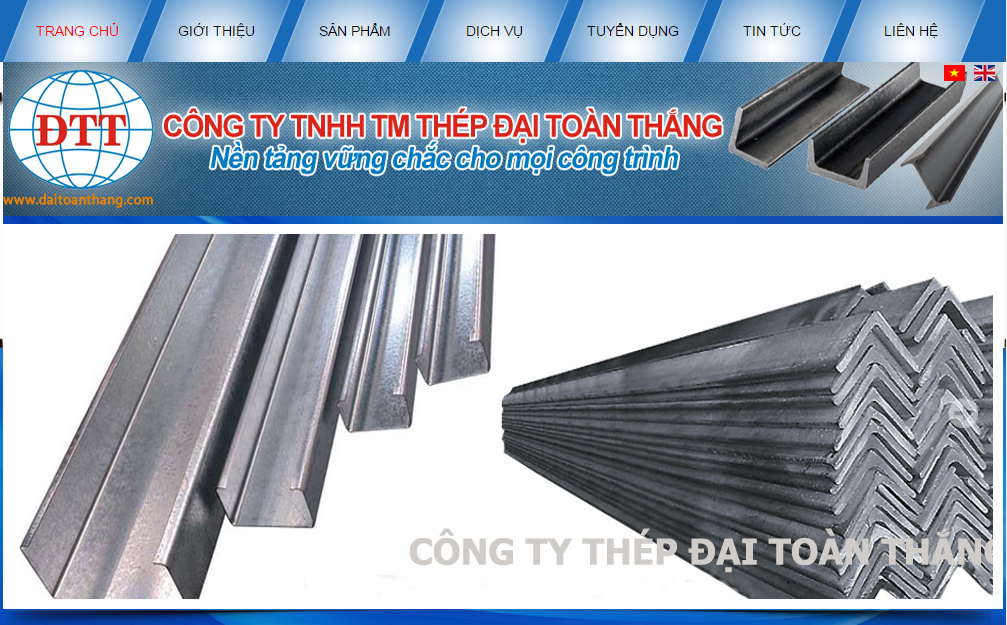 TRANG CHỦ GIỚI THIỆU SẢN PHẨM DỊCH VỤ TUYỂN DỤNG TIN TỨC LIÊN HỆ
ĐTT
CÔNG TY TNHH TM THÉP ĐẠI TOÀN THẮNG
Nền tảng vững chắc cho mọi công trình
www.daitoanthang.com
CÔNG TY THÉP ĐẠI TOÀN THẮNG